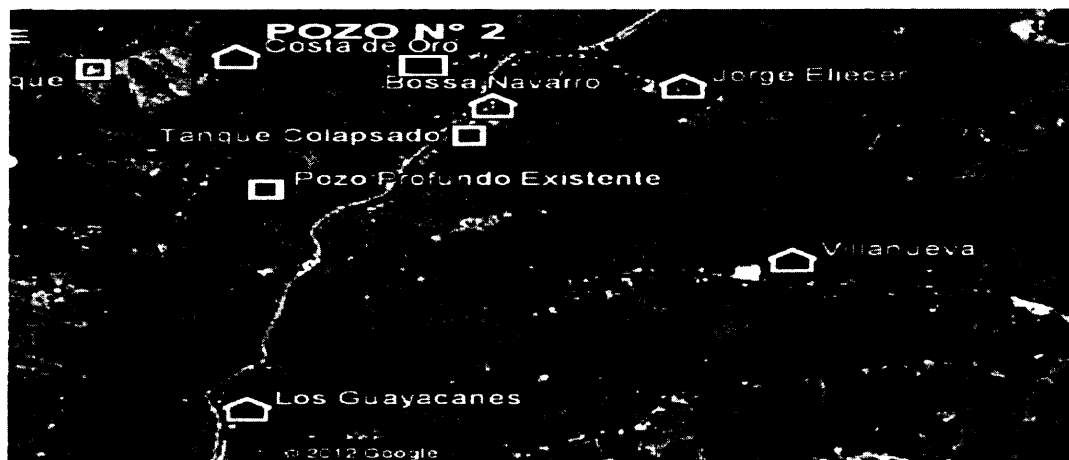 E
POZO N° 2
Costa de Oro
que
Bossa Navarro
Jorge Eliecer
Tanque Colapsado
Pozo Profundo Existente
Villanueva
Los Guayacanes
© 2012 Google